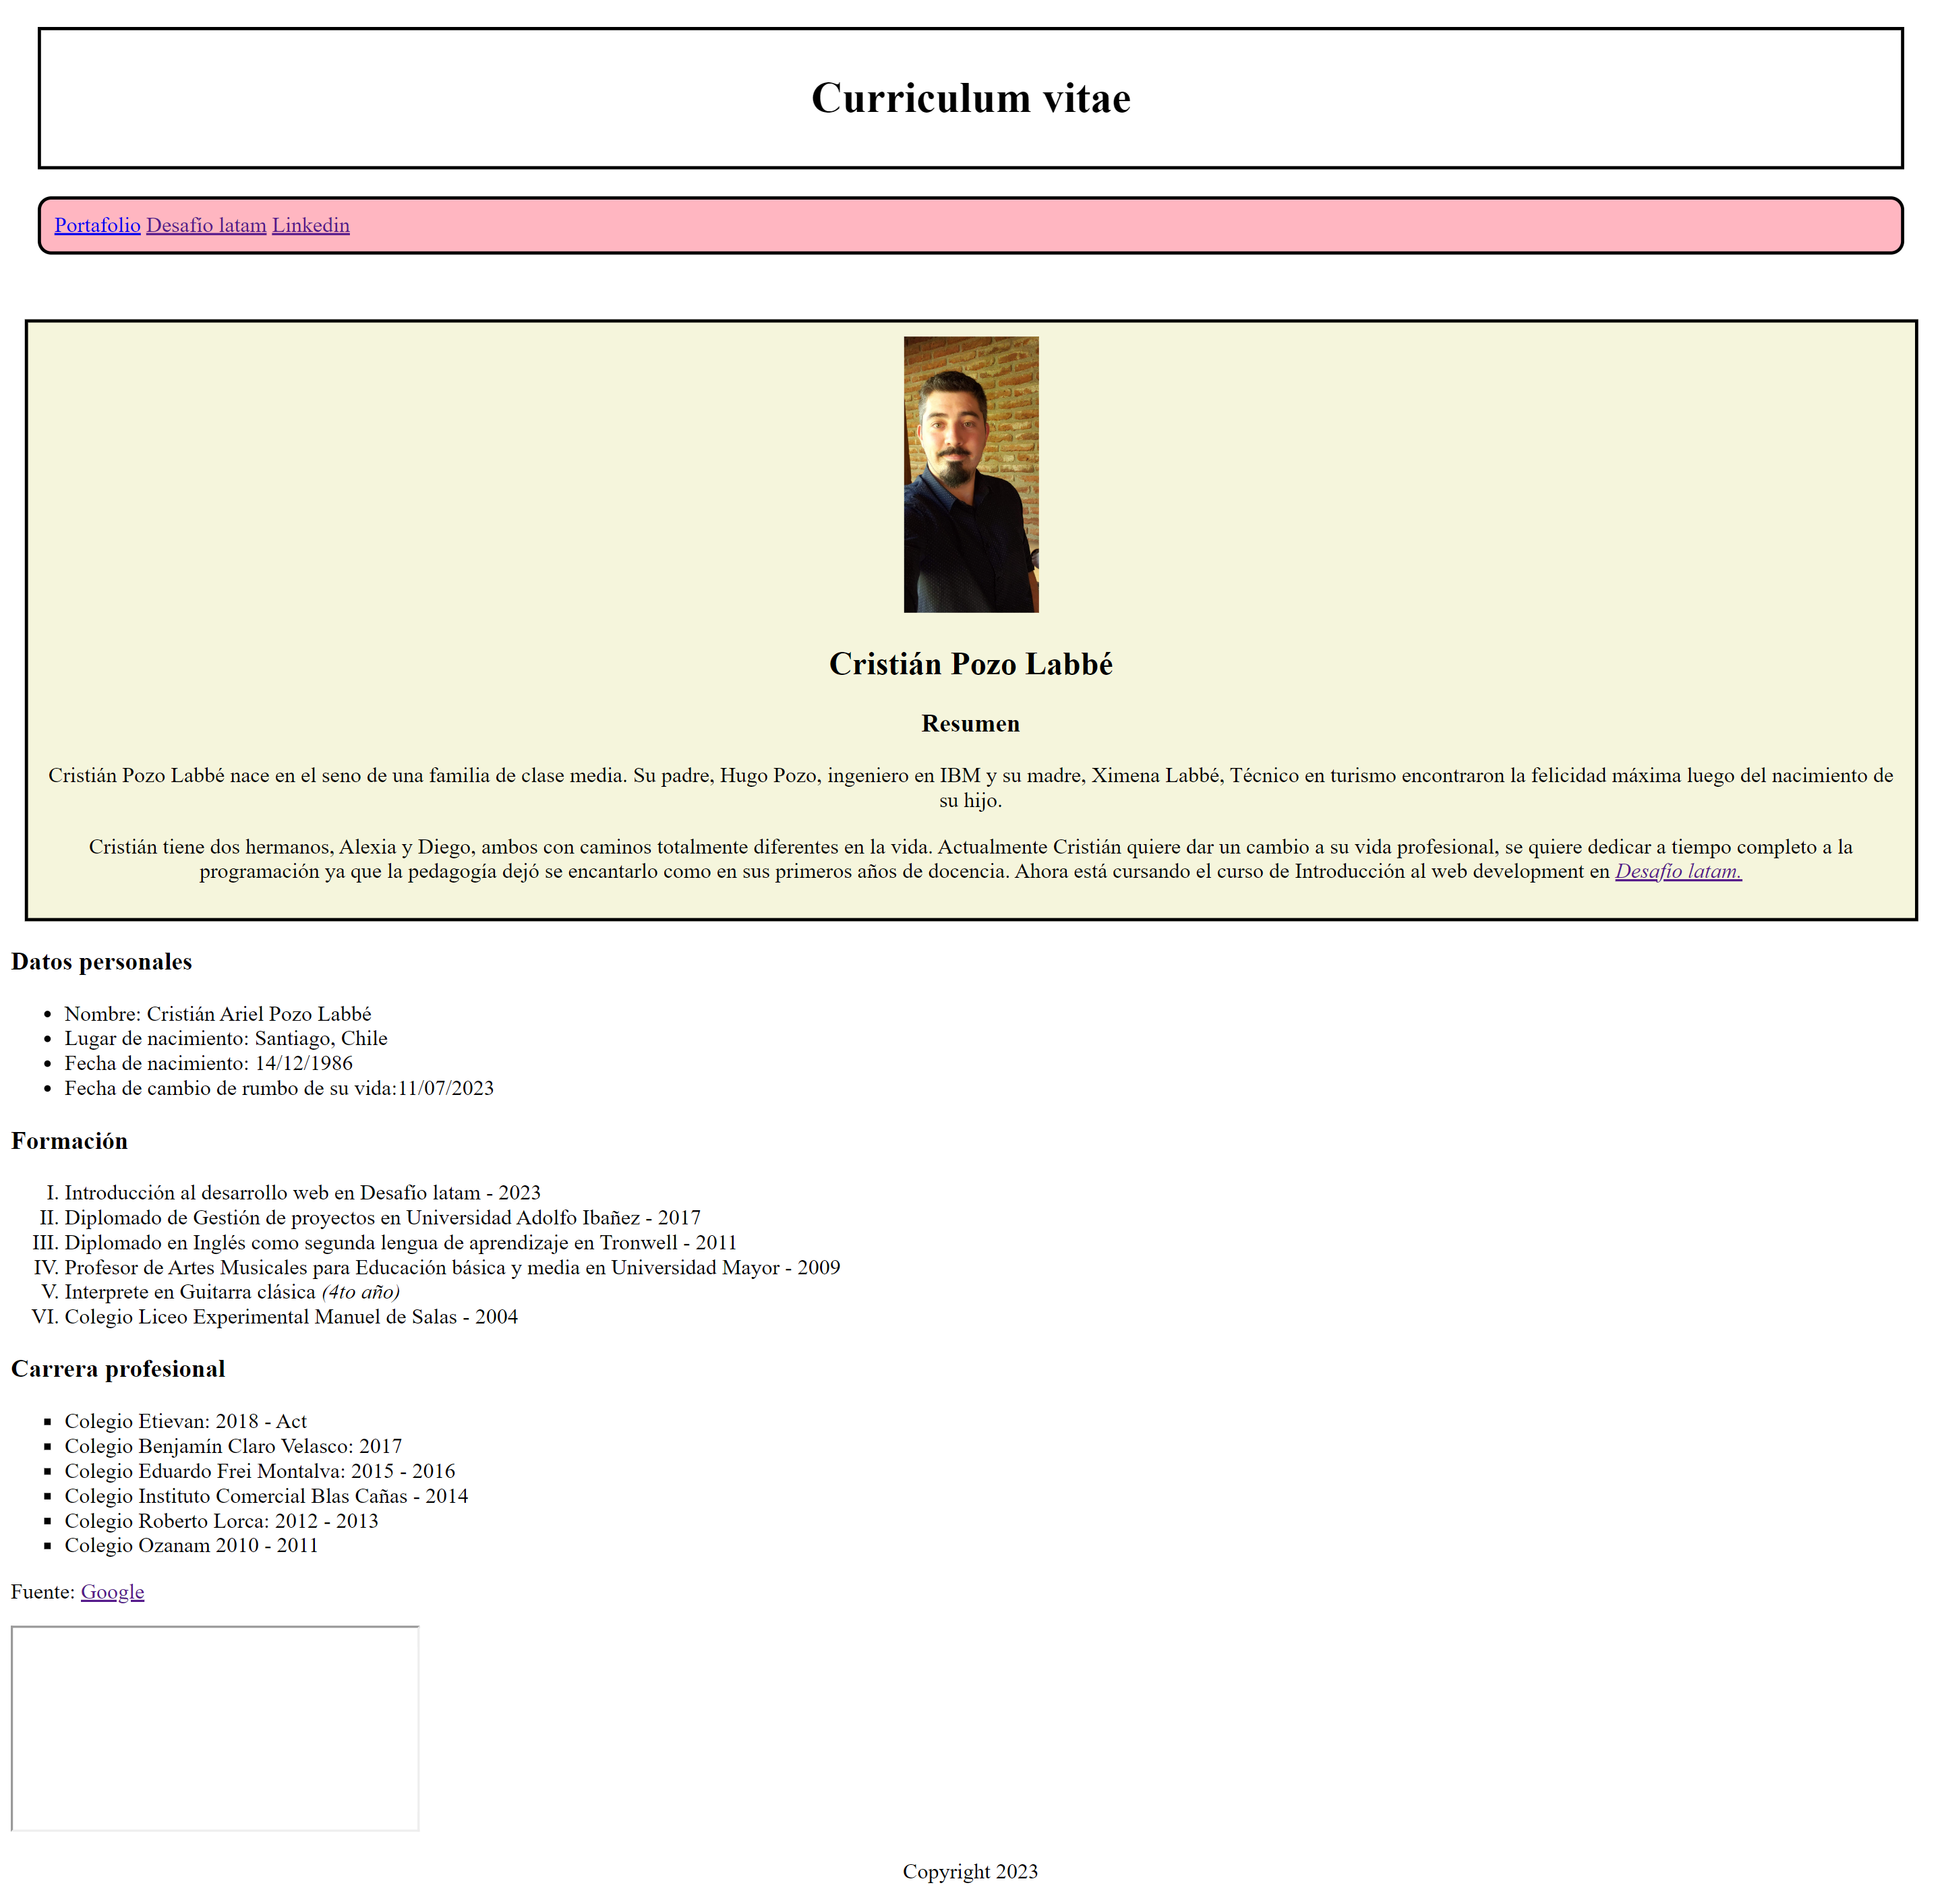 Curriculum vitae
Portafolio Desafío latam Linkedin
Cristián Pozo Labbé
Resumen
Cristián Pozo Labbé nace en el seno de una familia de clase media. Su padre, Hugo Pozo, ingeniero en IBM y su madre, Ximena Labbé, Técnico en turismo encontraron la felicidad máxima luego del nacimiento de
su hijo.
Cristián tiene dos hermanos, Alexia y Diego, ambos con caminos totalmente diferentes en la vida. Actualmente Cristián quiere dar un cambio a su vida profesional, se quiere dedicar a tiempo completo a la
programación ya que la pedagogía dejó se encantarlo como en sus primeros años de docencia. Ahora está cursando el curso de Introducción al web development en Desafío latam.
Datos personales
• Nombre: Cristián Ariel Pozo Labbé
• Lugar de nacimiento: Santiago, Chile
• Fecha de nacimiento: 14/12/1986
• Fecha de cambio de rumbo de su vida:11/07/2023
Formación
I. Introducción al desarrollo web en Desafío latam - 2023
II. Diplomado de Gestión de proyectos en Universidad Adolfo Ibañez - 2017
III. Diplomado en Inglés como segunda lengua de aprendizaje en Tronwell - 2011
IV. Profesor de Artes Musicales para Educación básica y media en Universidad Mayor - 2009
V. Interprete en Guitarra clásica (4to año)
VI. Colegio Liceo Experimental Manuel de Salas - 2004
Carrera profesional
▪ Colegio Etievan: 2018 - Act
▪ Colegio Benjamín Claro Velasco: 2017
▪ Colegio Eduardo Frei Montalva: 2015 - 2016
▪ Colegio Instituto Comercial Blas Cañas - 2014
▪ Colegio Roberto Lorca: 2012 - 2013
▪ Colegio Ozanam 2010 - 2011
Fuente: Google
Copyright 2023